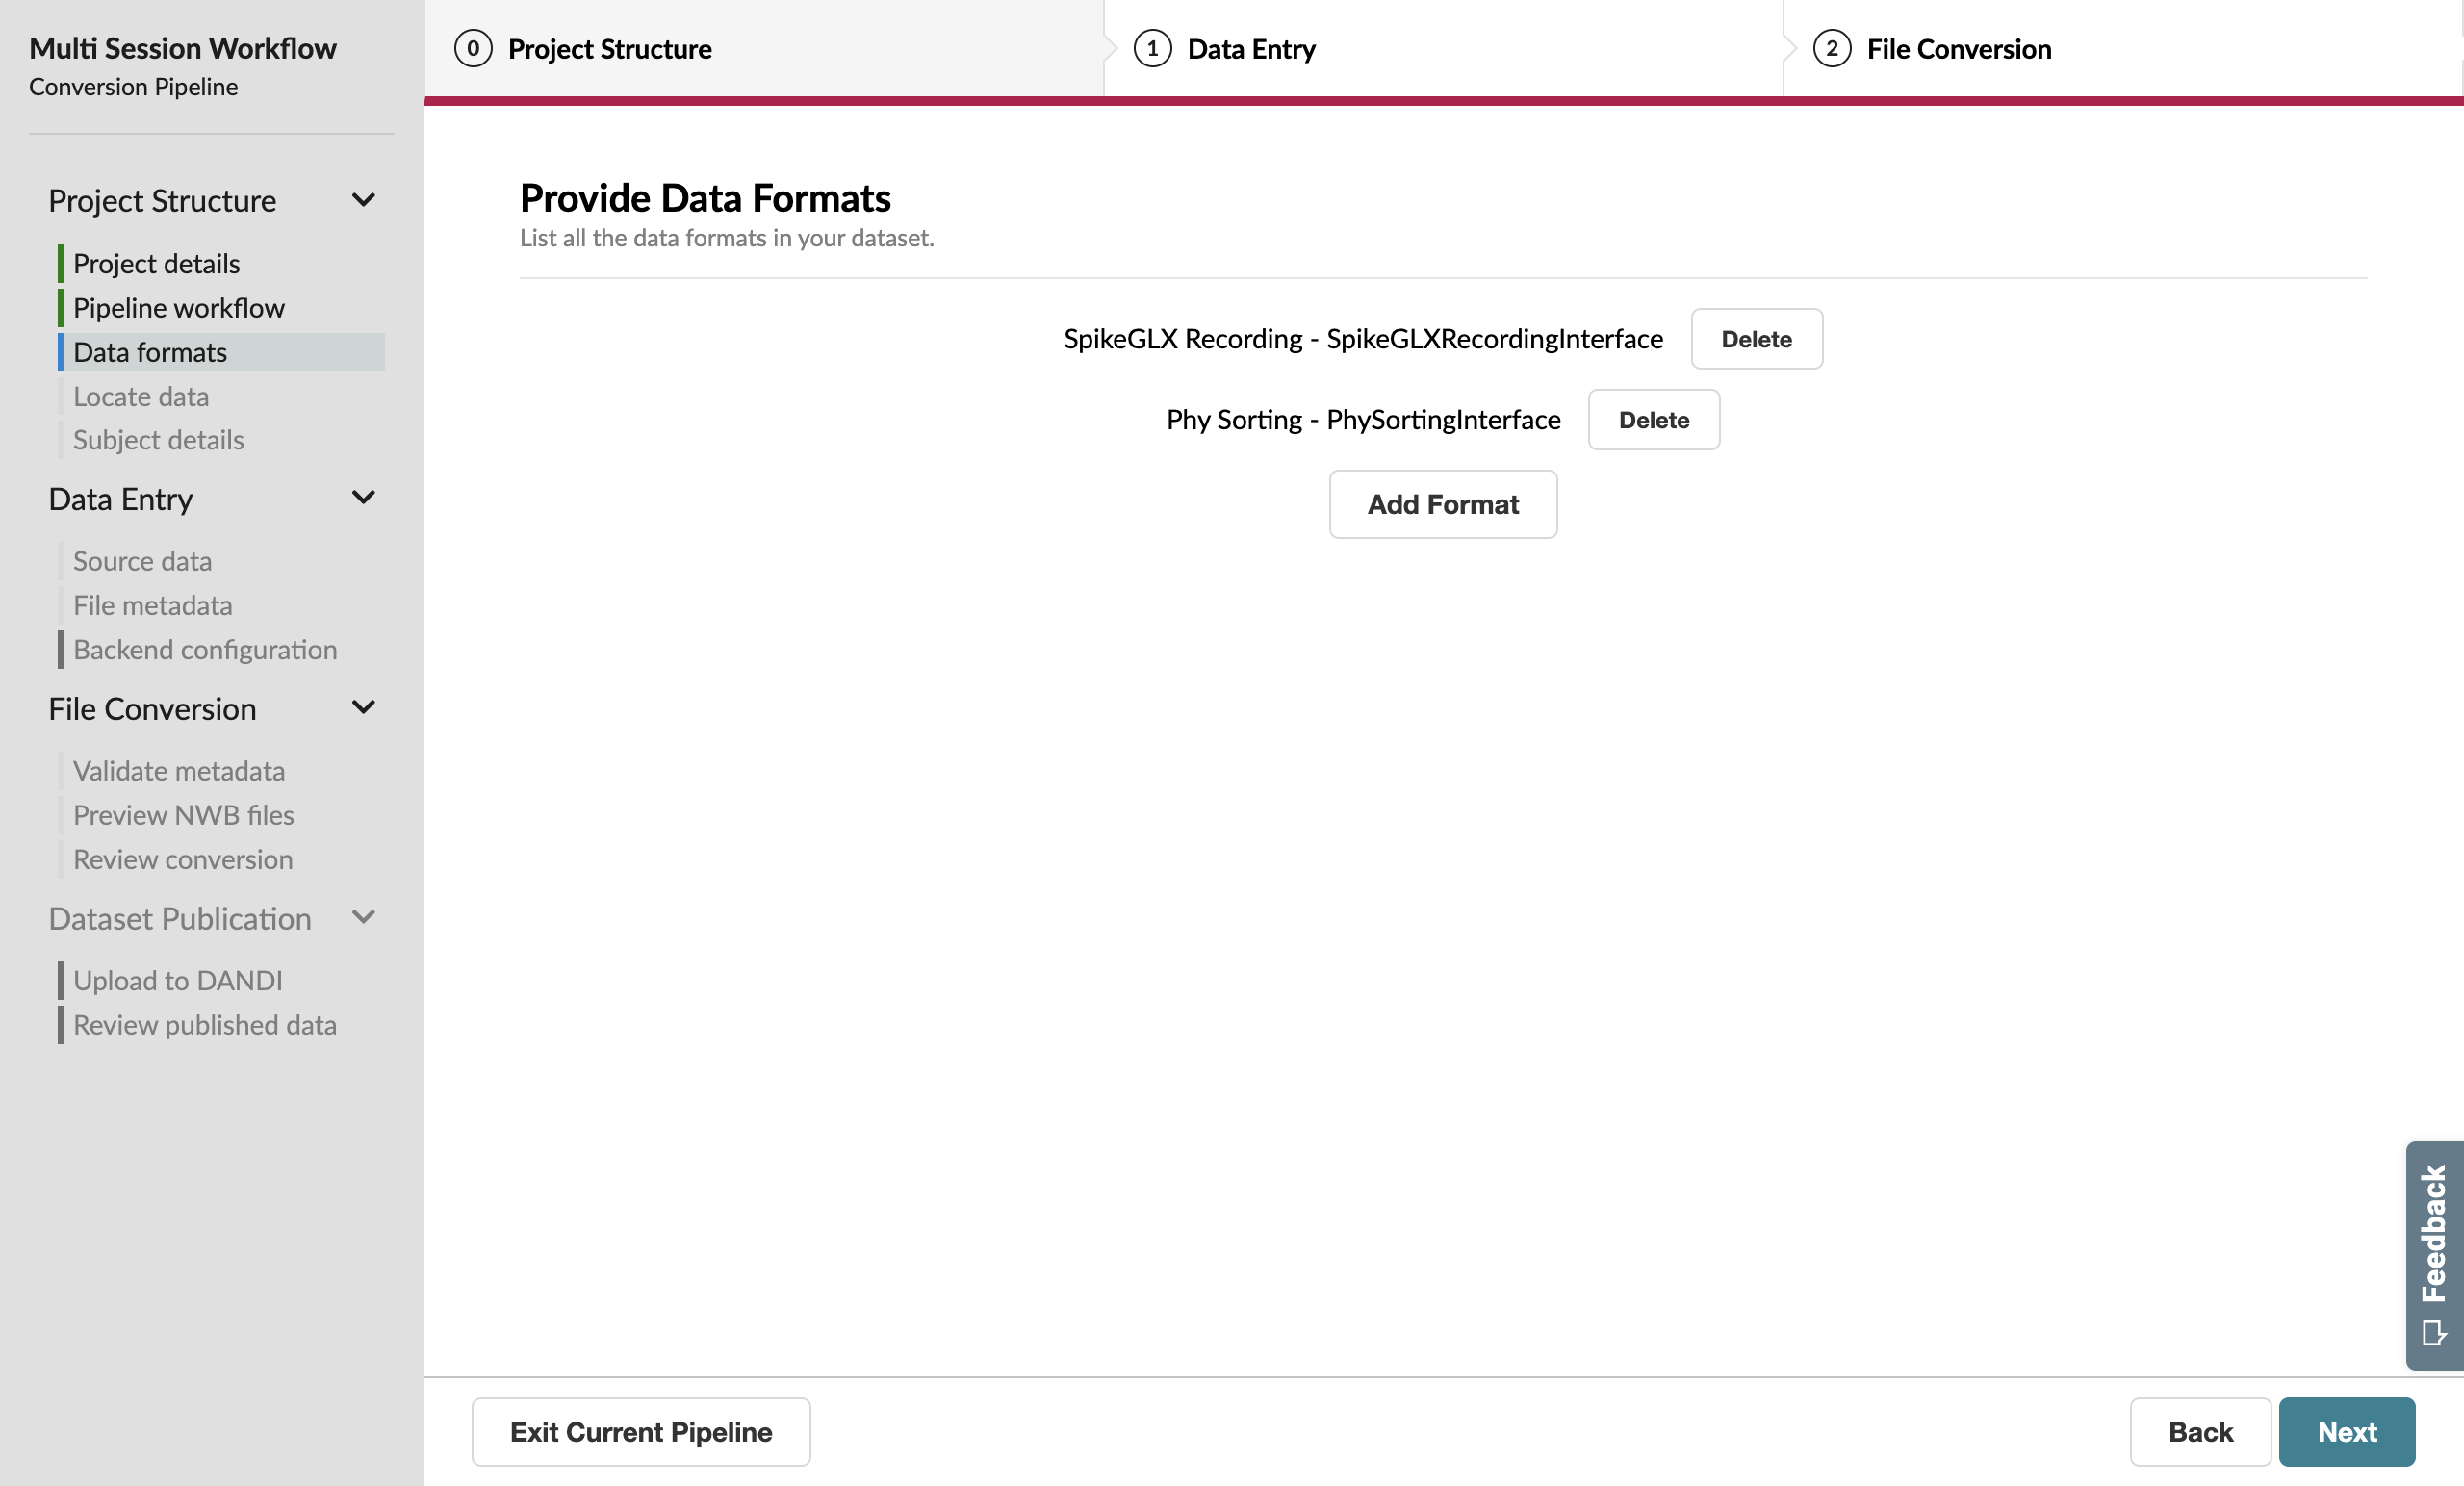 Multi Session Workflow
Conversion Pipeline
Project Structure
Project details
Pipeline workflow
Data formats
Locate data
Subject details
Data Entry
Source data
File metadata
Backend configuration
File Conversion
Validate metadata
Preview NWB files
Review conversion
Dataset Publication
Upload to DANDI
Review published data
0 Project Structure
1 Data Entry
2 File Conversion
Provide Data Formats
List all the data formats in your dataset.
SpikeGLX Recording - SpikeGLXRecordingInterface Delete
Phy Sorting - PhySortingInterface Delete
Add Format
Feedback
Exit Current Pipeline
Back
Next